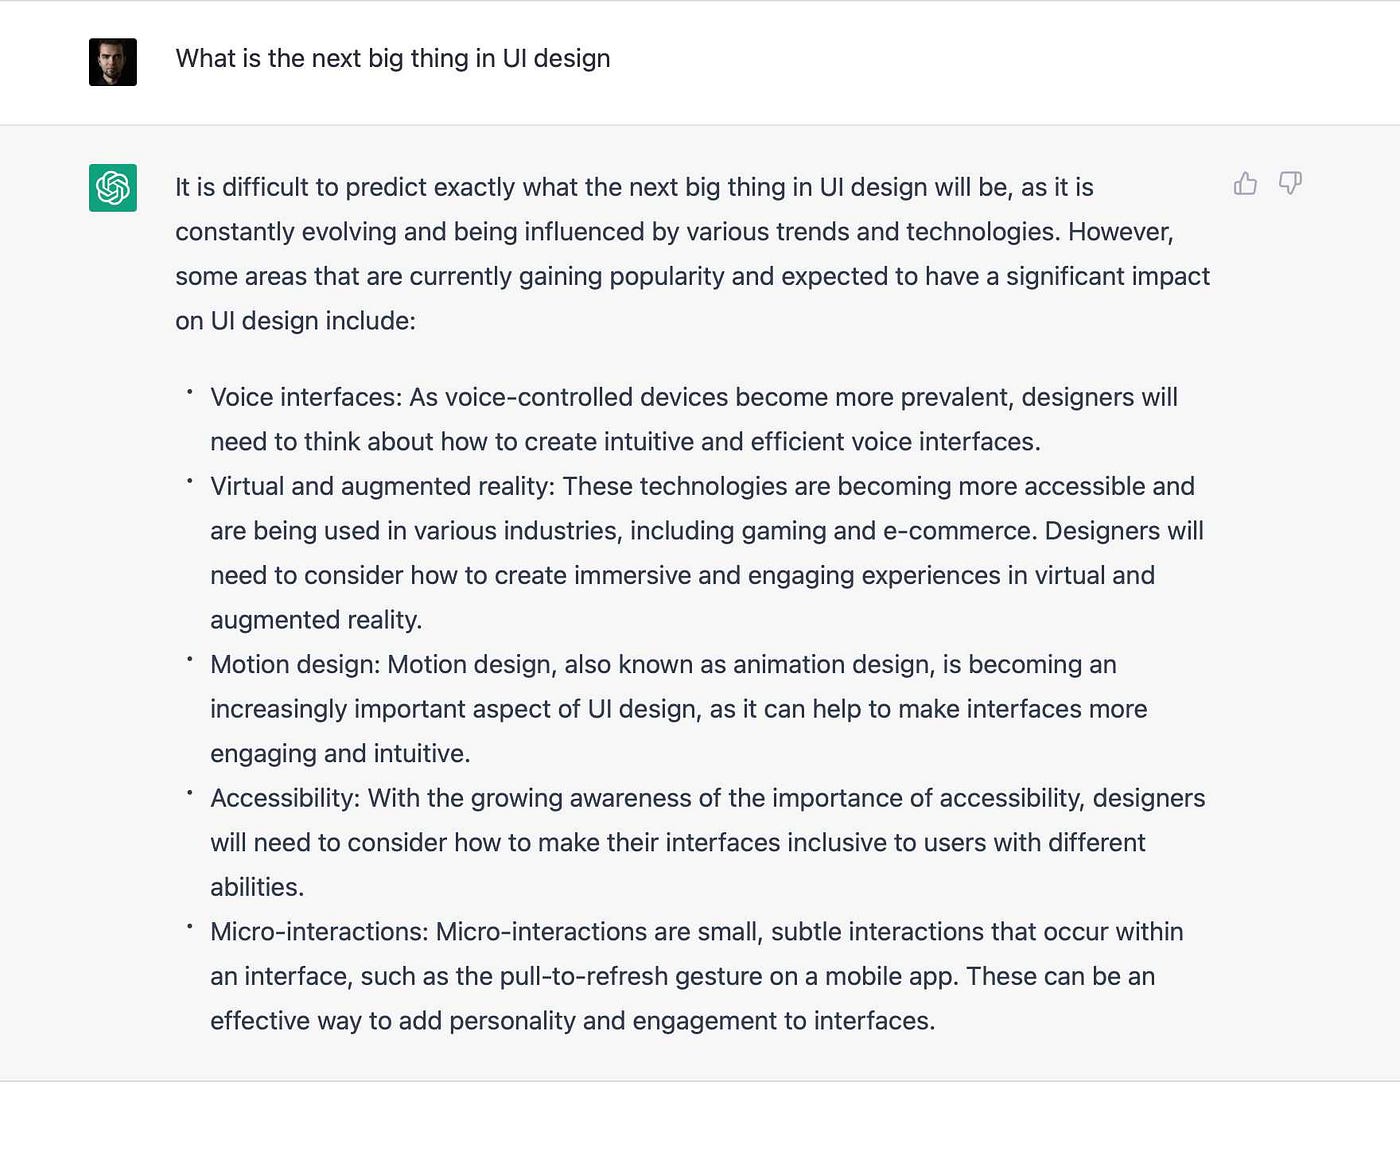 What is the next big thing in UI design
It is difficult to predict exactly what the next big thing in UI design will be, as it is
constantly evolving and being influenced by various trends and technologies. However,
some areas that are currently gaining popularity and expected to have a significant impact
on UI design include:
• Voice interfaces: As voice-controlled devices become more prevalent, designers will
need to think about how to create intuitive and efficient voice interfaces.
• Virtual and augmented reality: These technologies are becoming more accessible and
are being used in various industries, including gaming and e-commerce. Designers will
need to consider how to create immersive and engaging experiences in virtual and
augmented reality.
• Motion design: Motion design, also known as animation design, is becoming an
increasingly important aspect of UI design, as it can help to make interfaces more
engaging and intuitive.
• Accessibility: With the growing awareness of the importance of accessibility, designers
will need to consider how to make their interfaces inclusive to users with different
abilities.
• Micro-interactions: Micro-interactions are small, subtle interactions that occur within
an interface, such as the pull-to-refresh gesture on a mobile app. These can be an
effective way to add personality and engagement to interfaces.